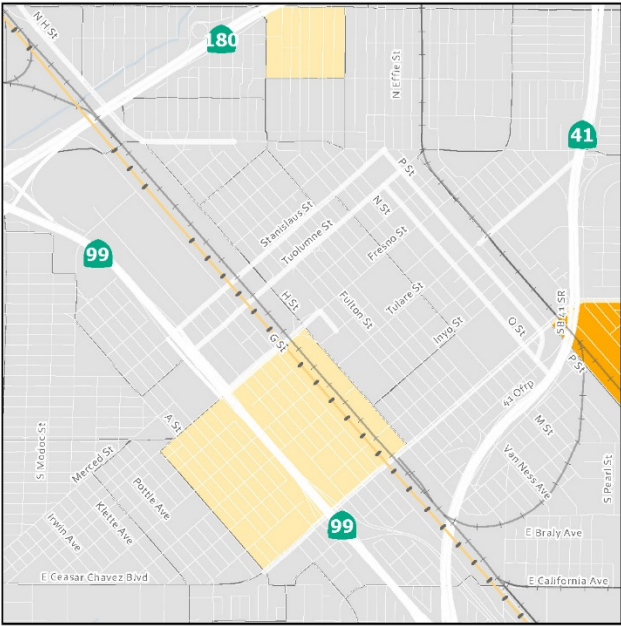 N H St
180
N Effie St
41
P St
Stanislaus St
N St
Tuolumne St
Fresno St
99
H St
Fulton St
Tulare St
SB 41 SR
Inyo St
O St
G St
P St
41 Ofrp
A St
M St
S Modoc St
Merced St
Van Ness Ave
S Pearl St
Pottle Ave
Klette Ave
Irwin Ave
99
E Braly Ave
E Ceasar Chavez Blvd
E California Ave